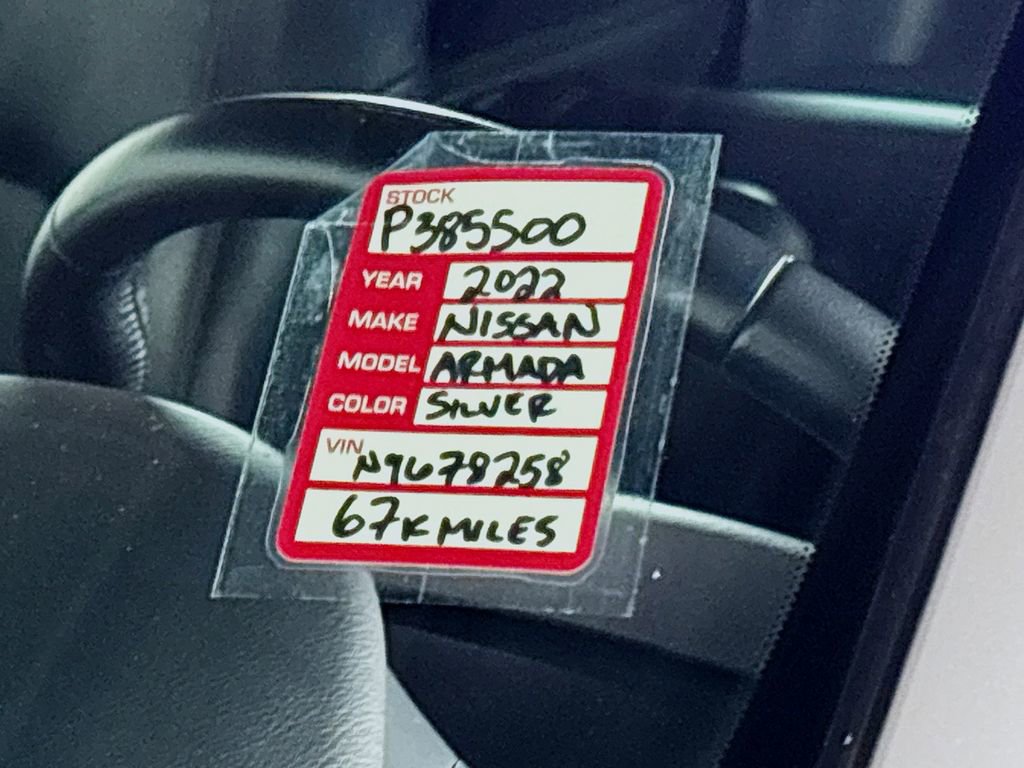 STOCK
P385500
YEAR 2022
MAKE NISSAN
MODEL ARMADA
COLOR SILVER
VIN
N9678258
67K MILES